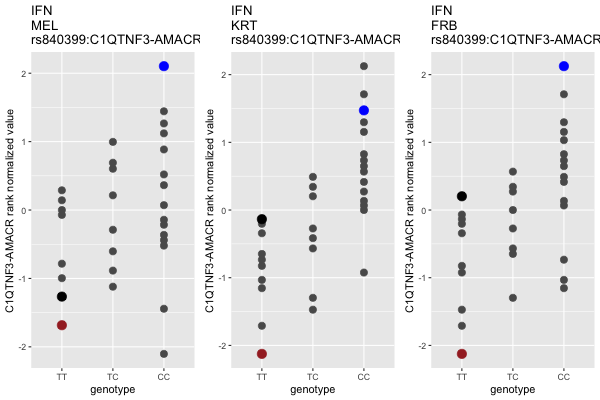 IFN
MEL
rs840399:C1QTNF3-AMACR
C1QTNF3-AMACR rank normalized value
2
1
0
-1
-2
TT TC CC
genotype
IFN
KRT
rs840399:C1QTNF3-AMACR
C1QTNF3-AMACR rank normalized value
2
1
0
-1
-2
TT TC CC
genotype
IFN
FRB
rs840399:C1QTNF3-AMACR
C1QTNF3-AMACR rank normalized value
2
1
0
-1
-2
TT TC CC
genotype